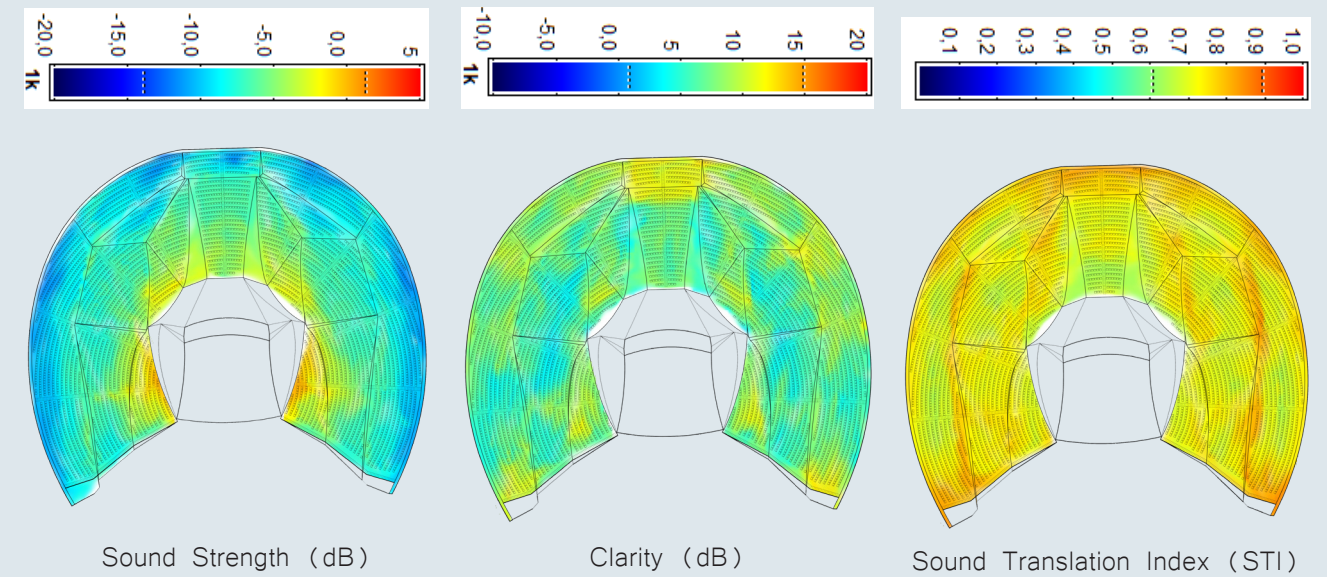 -20,0 -15,0 -10,0 -5,0 0,0 5
1k
-10,0 -5,0 0,0 5 10 15 20
1k
0,1 0,2 0,3 0,4 0,5 0,6 0,7 0,8 0,9 1,0
Sound Strength (dB)
Clarity (dB)
Sound Translation Index (STI)